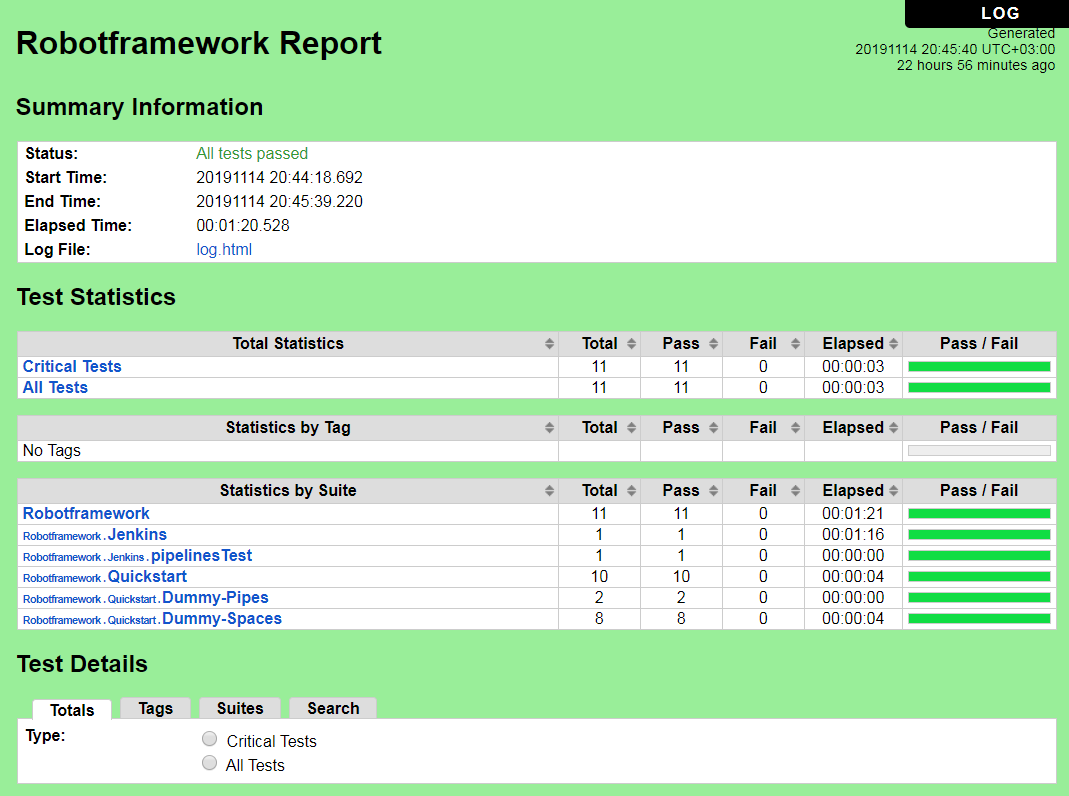 LOG
Robotframework Report
Generated
20191114 20:45:40 UTC+03:00
22 hours 56 minutes ago
Summary Information
Status: All tests passed
Start Time: 20191114 20:44:18.692
End Time: 20191114 20:45:39.220
Elapsed Time: 00:01:20.528
Log File: log.html
Test Statistics
Total Statistics Total Pass Fail Elapsed Pass / Fail
Critical Tests 11 11 0 00:00:03
All Tests 11 11 0 00:00:03
Statistics by Tag Total Pass Fail Elapsed Pass / Fail
No Tags
Statistics by Suite Total Pass Fail Elapsed Pass / Fail
Robotframework 11 11 0 00:01:21
Robotframework . Jenkins 1 1 0 00:01:16
Robotframework . Jenkins . pipelinesTest 1 1 0 00:00:00
Robotframework . Quickstart 10 10 0 00:00:04
Robotframework . Quickstart . Dummy-Pipes 2 2 0 00:00:00
Robotframework . Quickstart . Dummy-Spaces 8 8 0 00:00:04
Test Details
Totals Tags Suites Search
Type: Critical Tests
All Tests